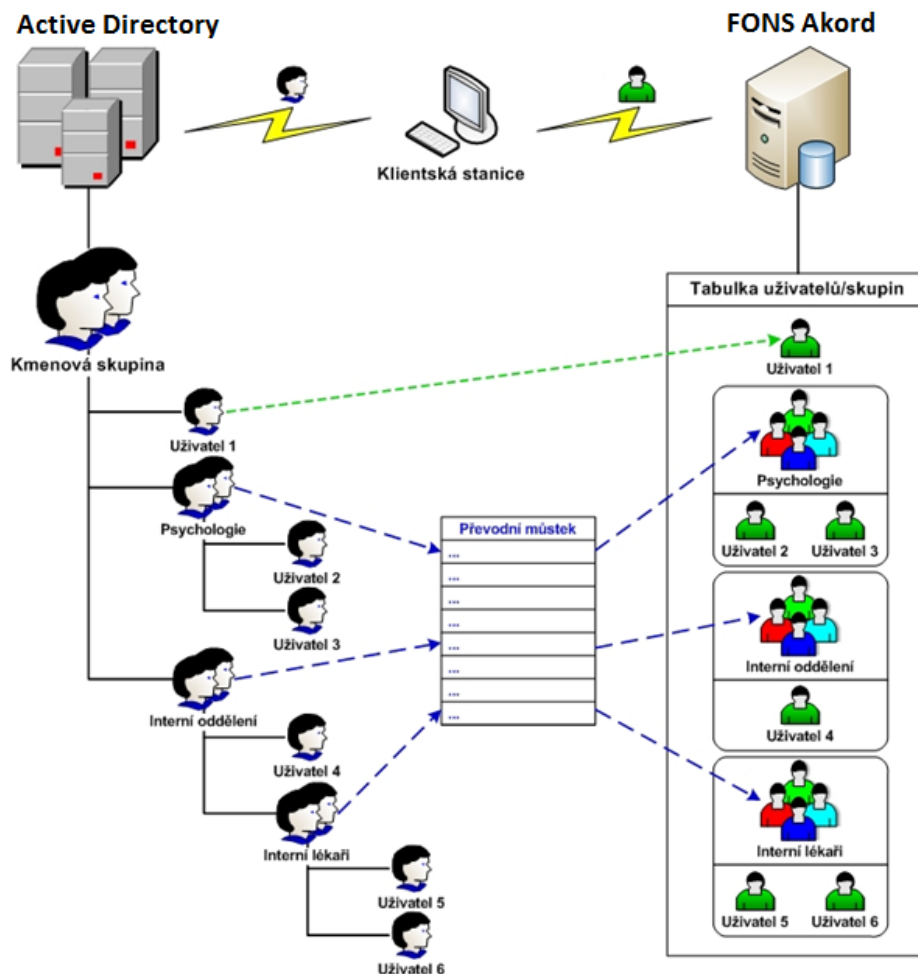 Active Directory
FONS Akord
Klientská stanice
Kmenová skupina
Tabulka uživatelů/skupin
Uživatel 1
Uživatel 1
Psychologie
Psychologie
Převodní můstek
...
...
...
...
...
...
...
...
Uživatel 2
Uživatel 3
Uživatel 2
Uživatel 3
Interní oddělení
Interní oddělení
Uživatel 4
Uživatel 4
Interní lékaři
Interní lékaři
Uživatel 5
Uživatel 6
Uživatel 5
Uživatel 6